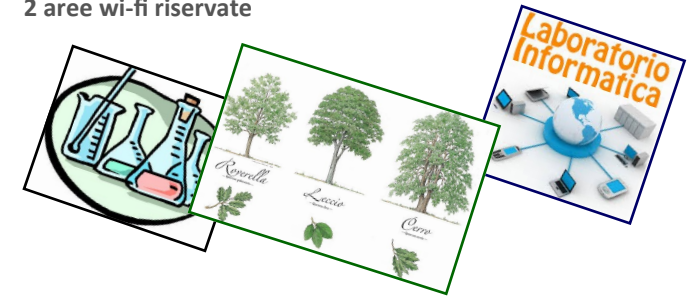 2 aree wi-fi riservate
Laboratorio
Informatica
Roverella
Leccio
Cerro